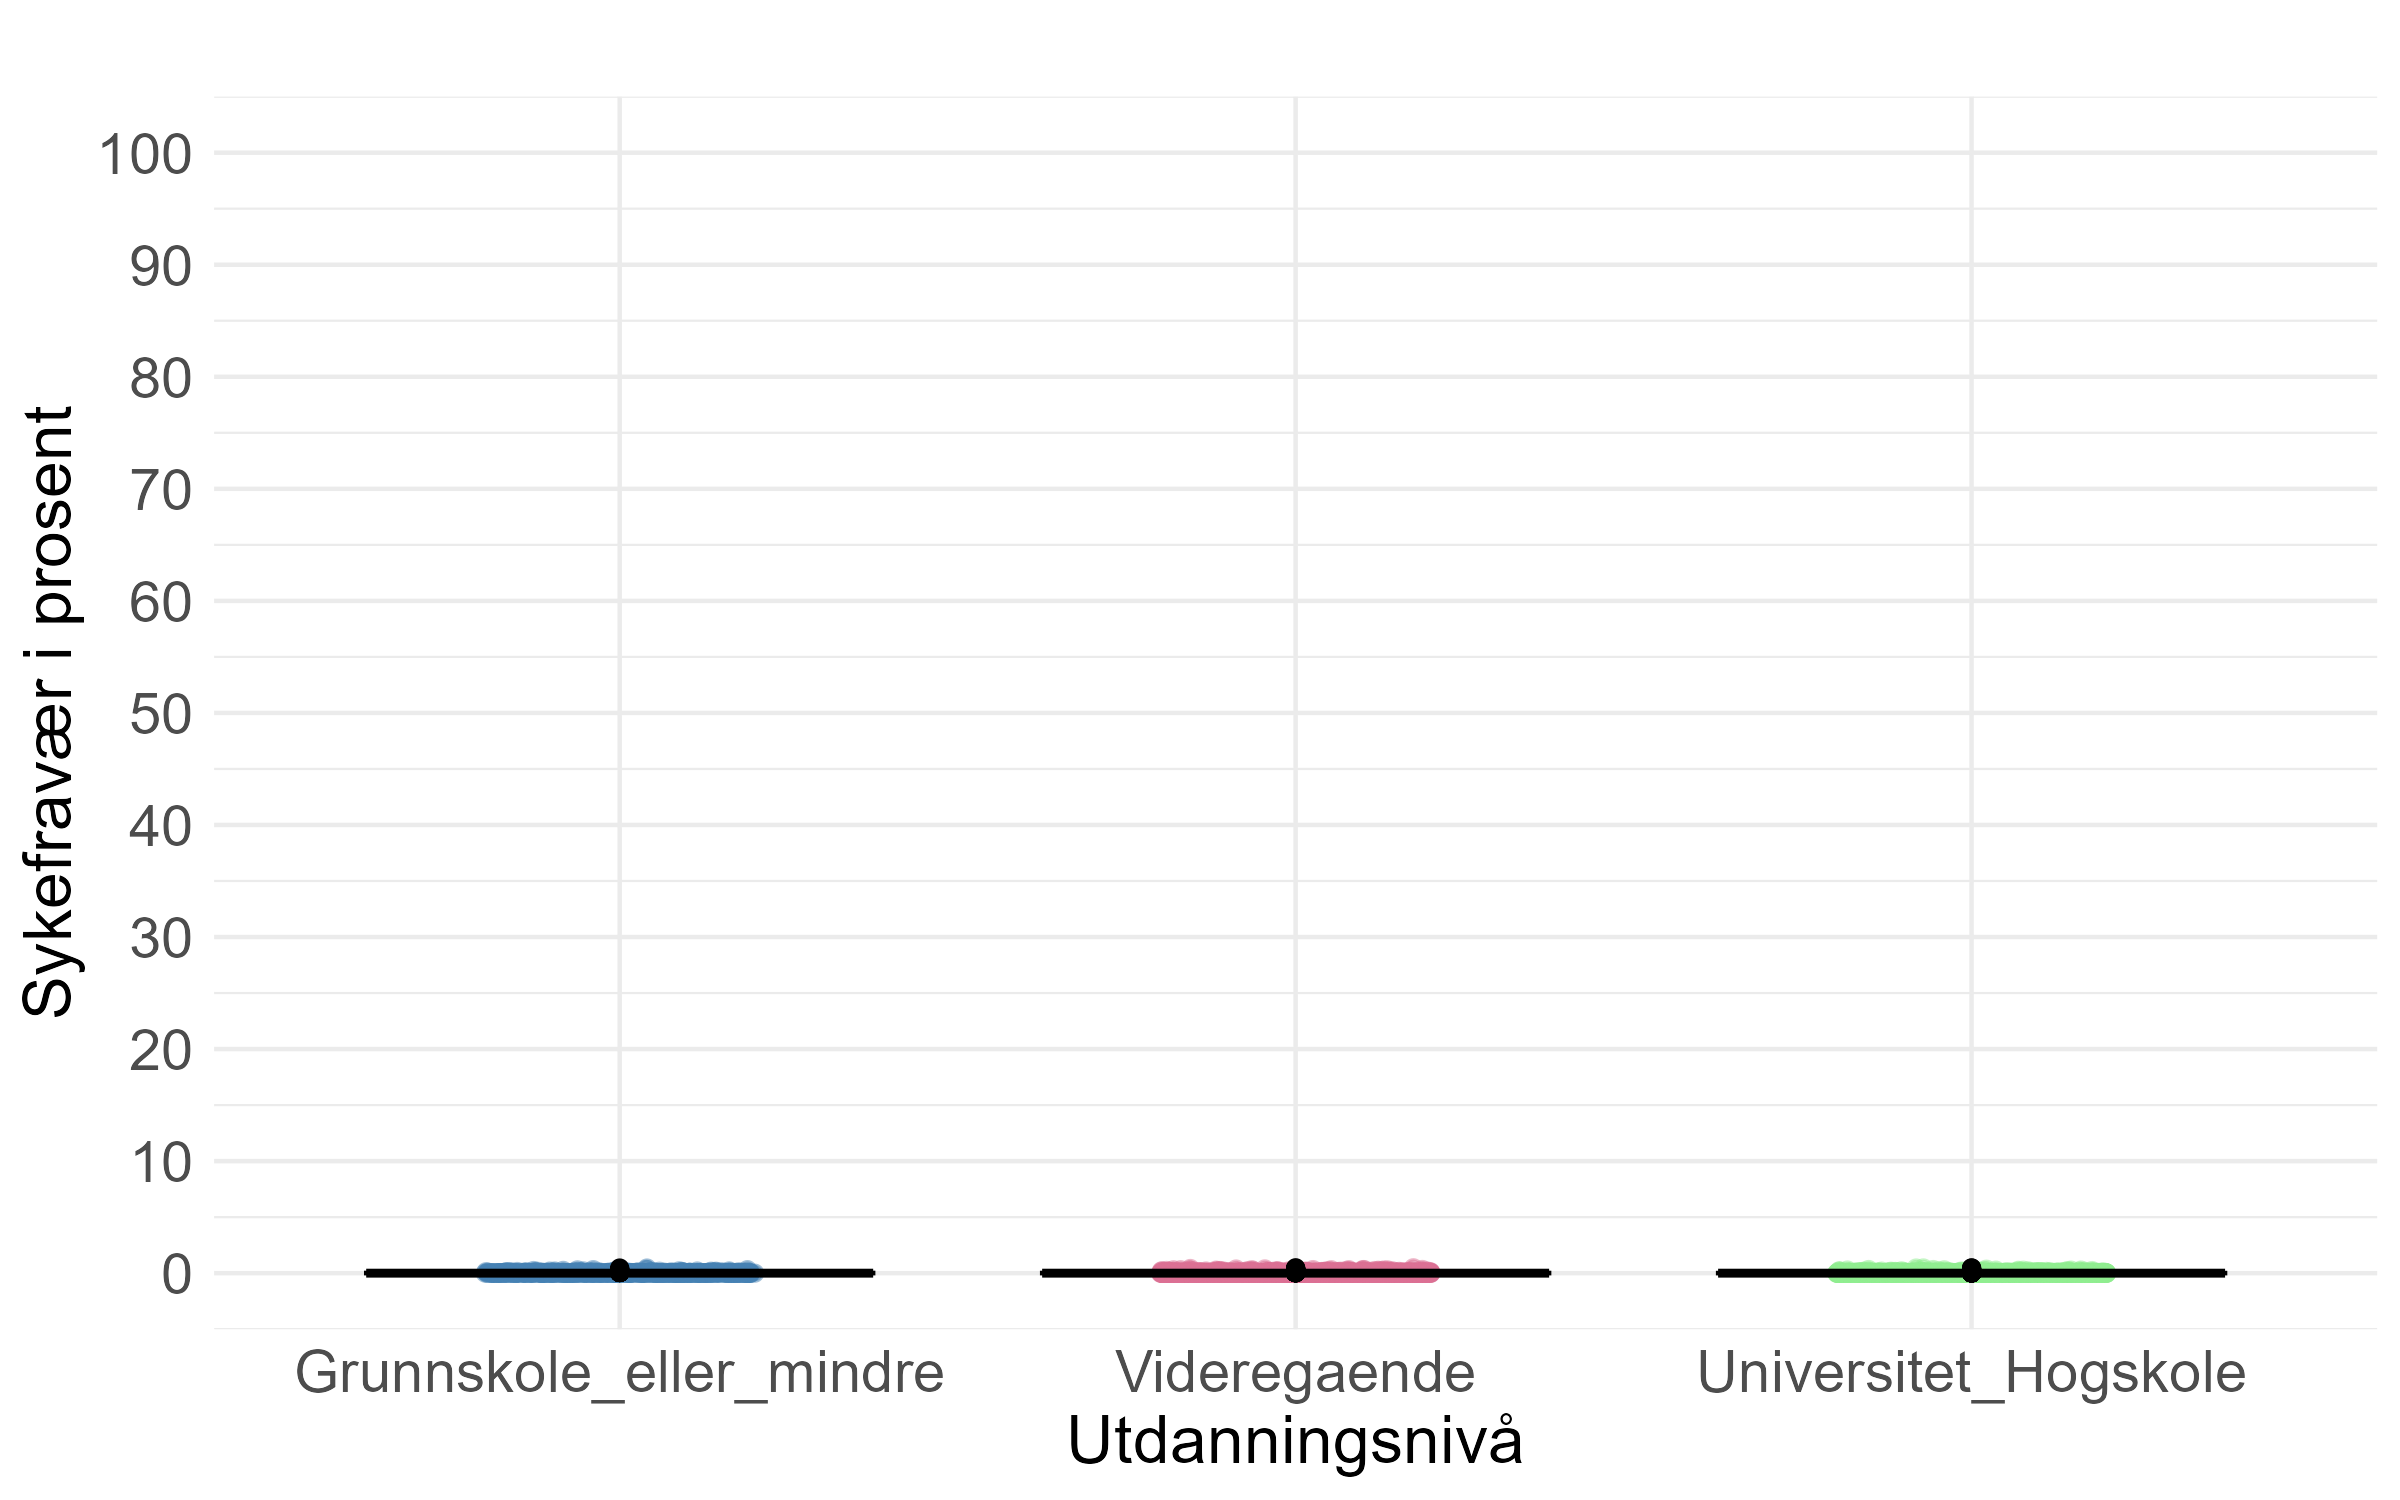 Sykefravær i prosent
100
90
80
70
60
50
40
30
20
10
0
Grunnskole_eller_mindre
Videregaende
Universitet_Hogskole
Utdanningsnivå